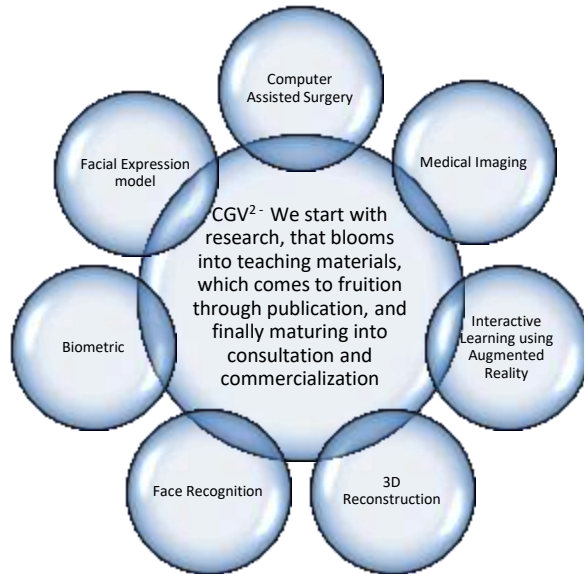 Computer
Assisted Surgery
Medical Imaging
Interactive
Learning using
Augmented
Reality
3D
Reconstruction
Face Recognition
Biometric
Facial Expression
model
CGV² - We start with
research, that blooms
into teaching materials,
which comes to fruition
through publication, and
finally maturing into
consultation and
commercialization